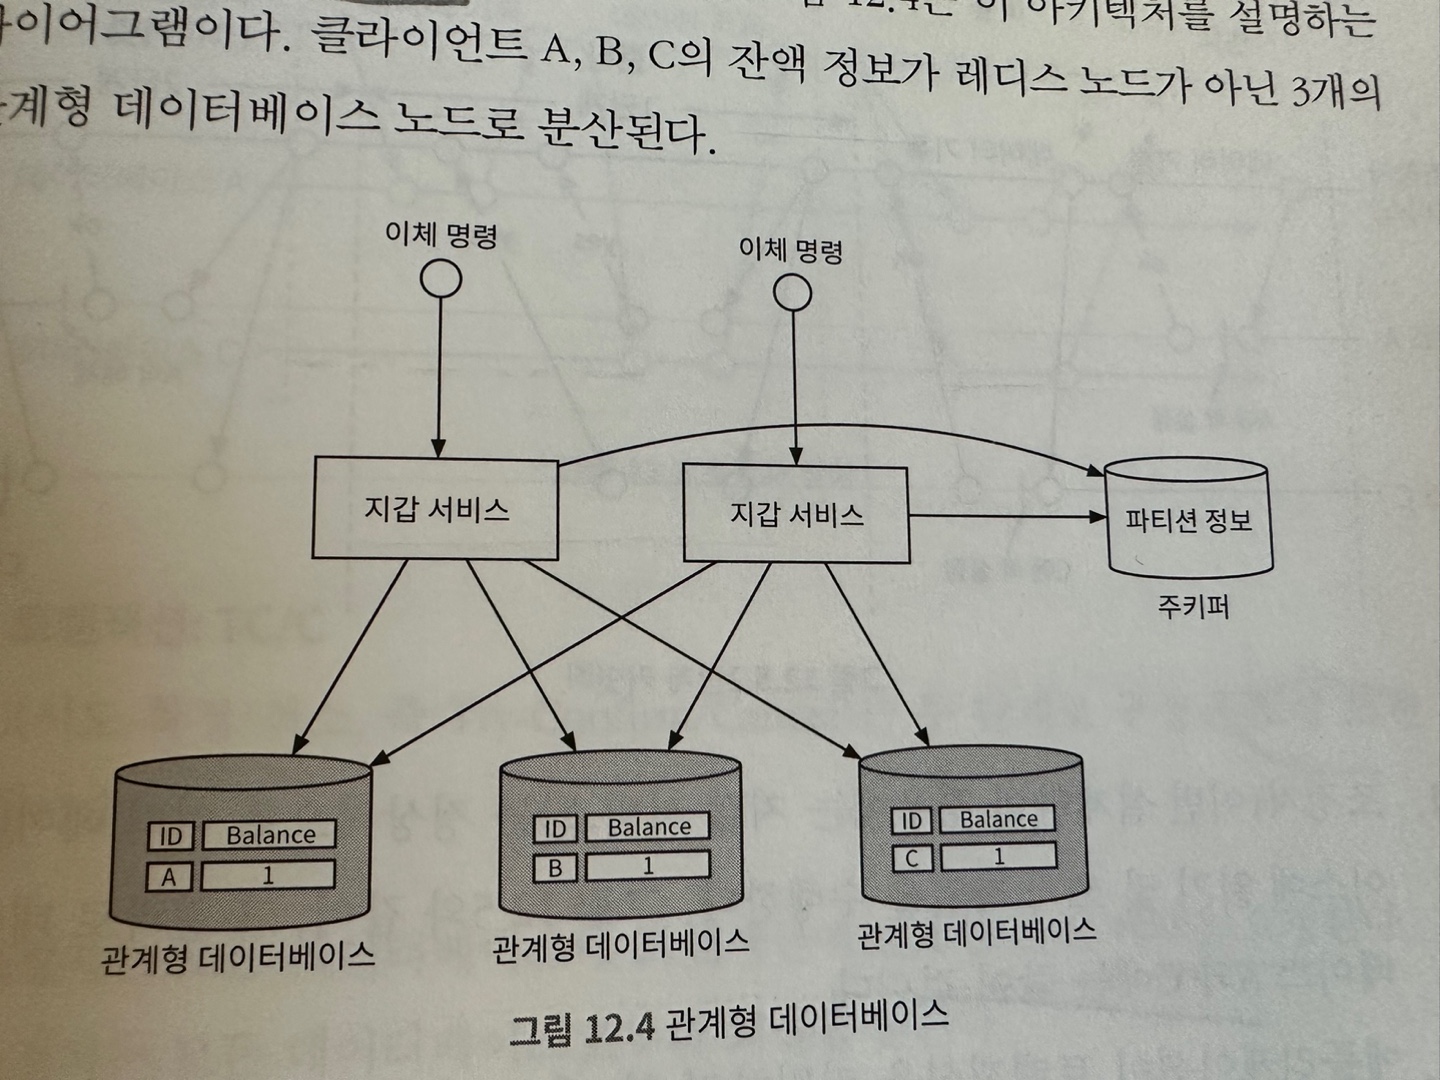 12.4는 이 아키텍처를 설명하는
이어그램이다. 클라이언트 A, B, C의 잔액 정보가 레디스 노드가 아닌 3개의
계형 데이터베이스 노드로 분산된다.
이체 명령 이체 명령
지갑 서비스 지갑 서비스 파티션 정보
주키퍼
ID Balance ID Balance ID Balance
A 1 B 1 C 1
관계형 데이터베이스 관계형 데이터베이스 관계형 데이터베이스
그림 12.4 관계형 데이터베이스